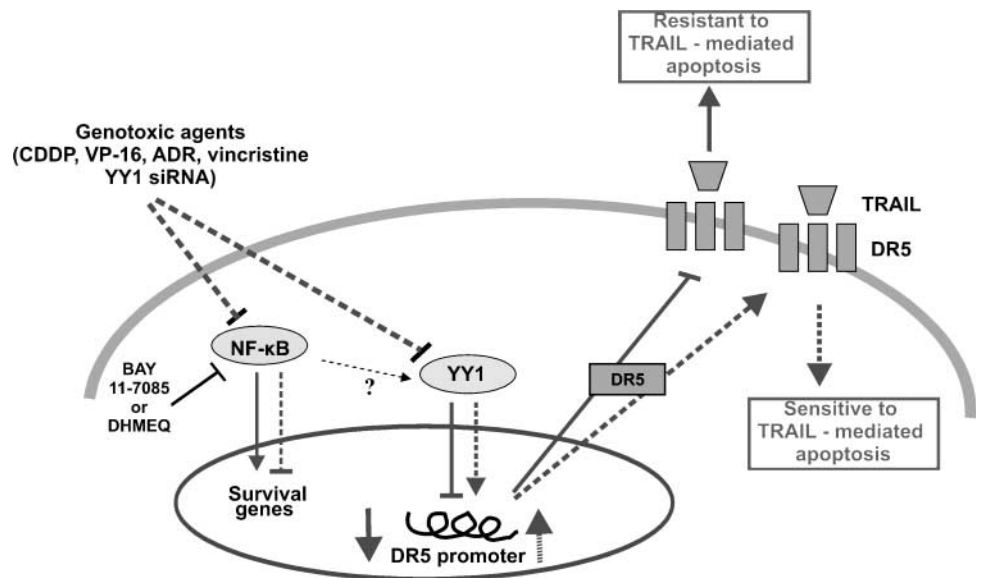 Resistant to
TRAIL - mediated
apoptosis
Genotoxic agents
(CDDP, VP-16, ADR, vincristine
YY1 siRNA)
TRAIL
DR5
NF-κB
BAY
11-7085
or
DHMEQ
?
YY1
DR5
Sensitive to
TRAIL - mediated
apoptosis
Survival
genes
DR5 promoter